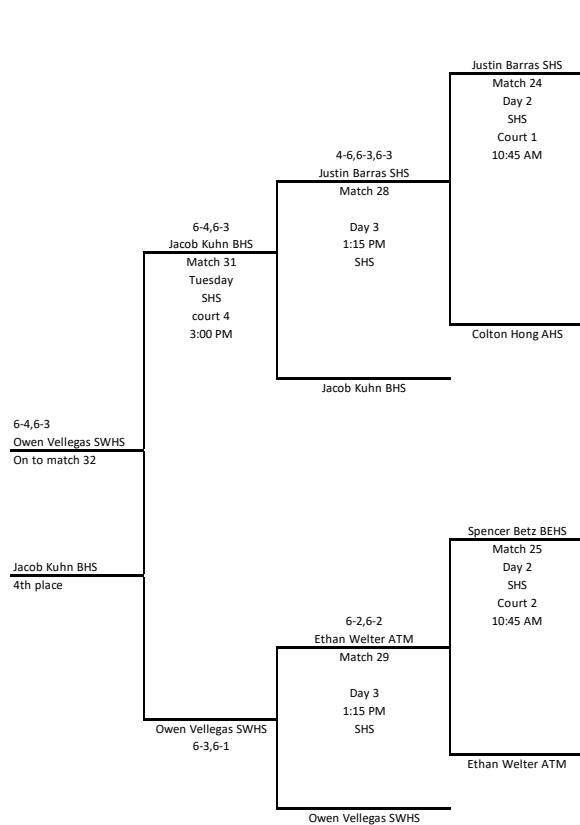 Justin Barras SHS
Match 24
Day 2
SHS
Court 1
10:45 AM
4-6,6-3,6-3
Justin Barras SHS
Match 28
Day 3
1:15 PM
SHS
6-4,6-3
Jacob Kuhn BHS
Match 31
Tuesday
SHS
court 4
3:00 PM
Colton Hong AHS
Jacob Kuhn BHS
6-4,6-3
Owen Vellegas SWHS
On to match 32
Spencer Betz BEHS
Match 25
Day 2
SHS
Court 2
10:45 AM
Jacob Kuhn BHS
4th place
6-2,6-2
Ethan Welter ATM
Match 29
Day 3
1:15 PM
SHS
Owen Vellegas SWHS
6-3,6-1
Ethan Welter ATM
Owen Vellegas SWHS